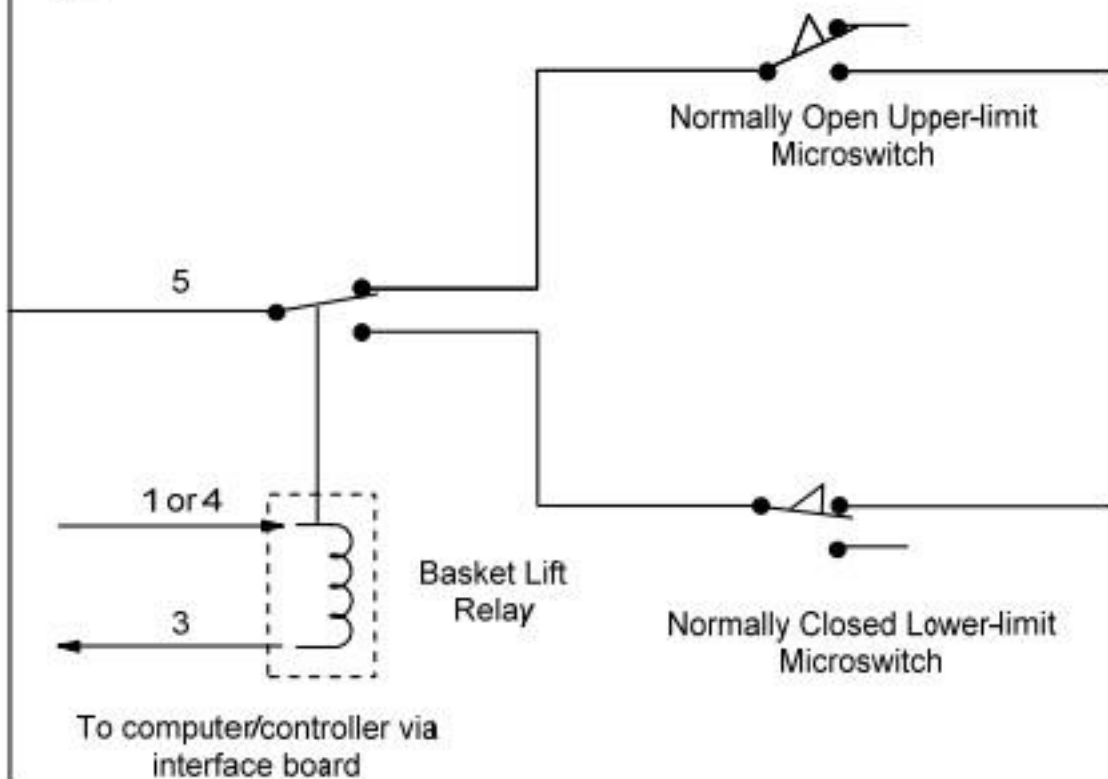 Normally Open Upper-limit
Microswitch
5
1 or 4
Basket Lift
Relay
3
Normally Closed Lower-limit
Microswitch
To computer/controller via
interface board